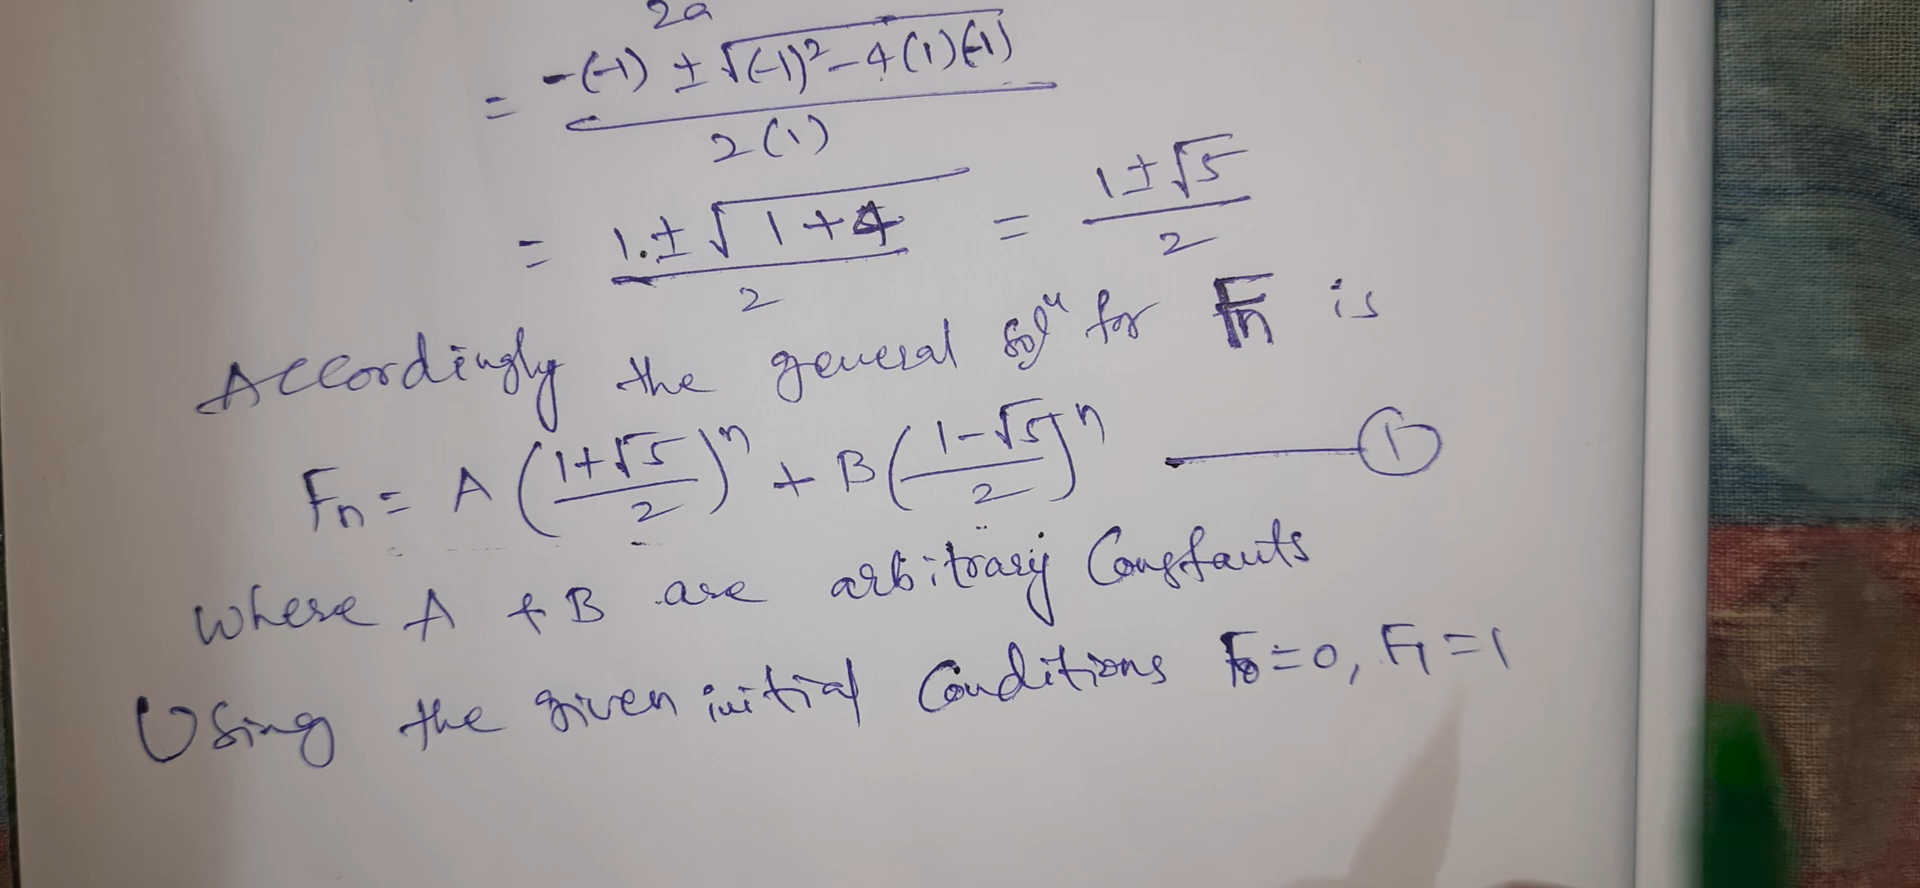 2a
= -(-1) ± √(-1)² - 4(1)(-1) / 2(1)
= 1 ± √1+4 / 2 = 1 ± √5 / 2
Accordingly the general solⁿ for Fn is
Fn = A (1+√5 / 2)ⁿ + B (1-√5 / 2)ⁿ — 1
where A & B are arbitrary Constants
Using the given initial Conditions F0 = 0, F1 = 1